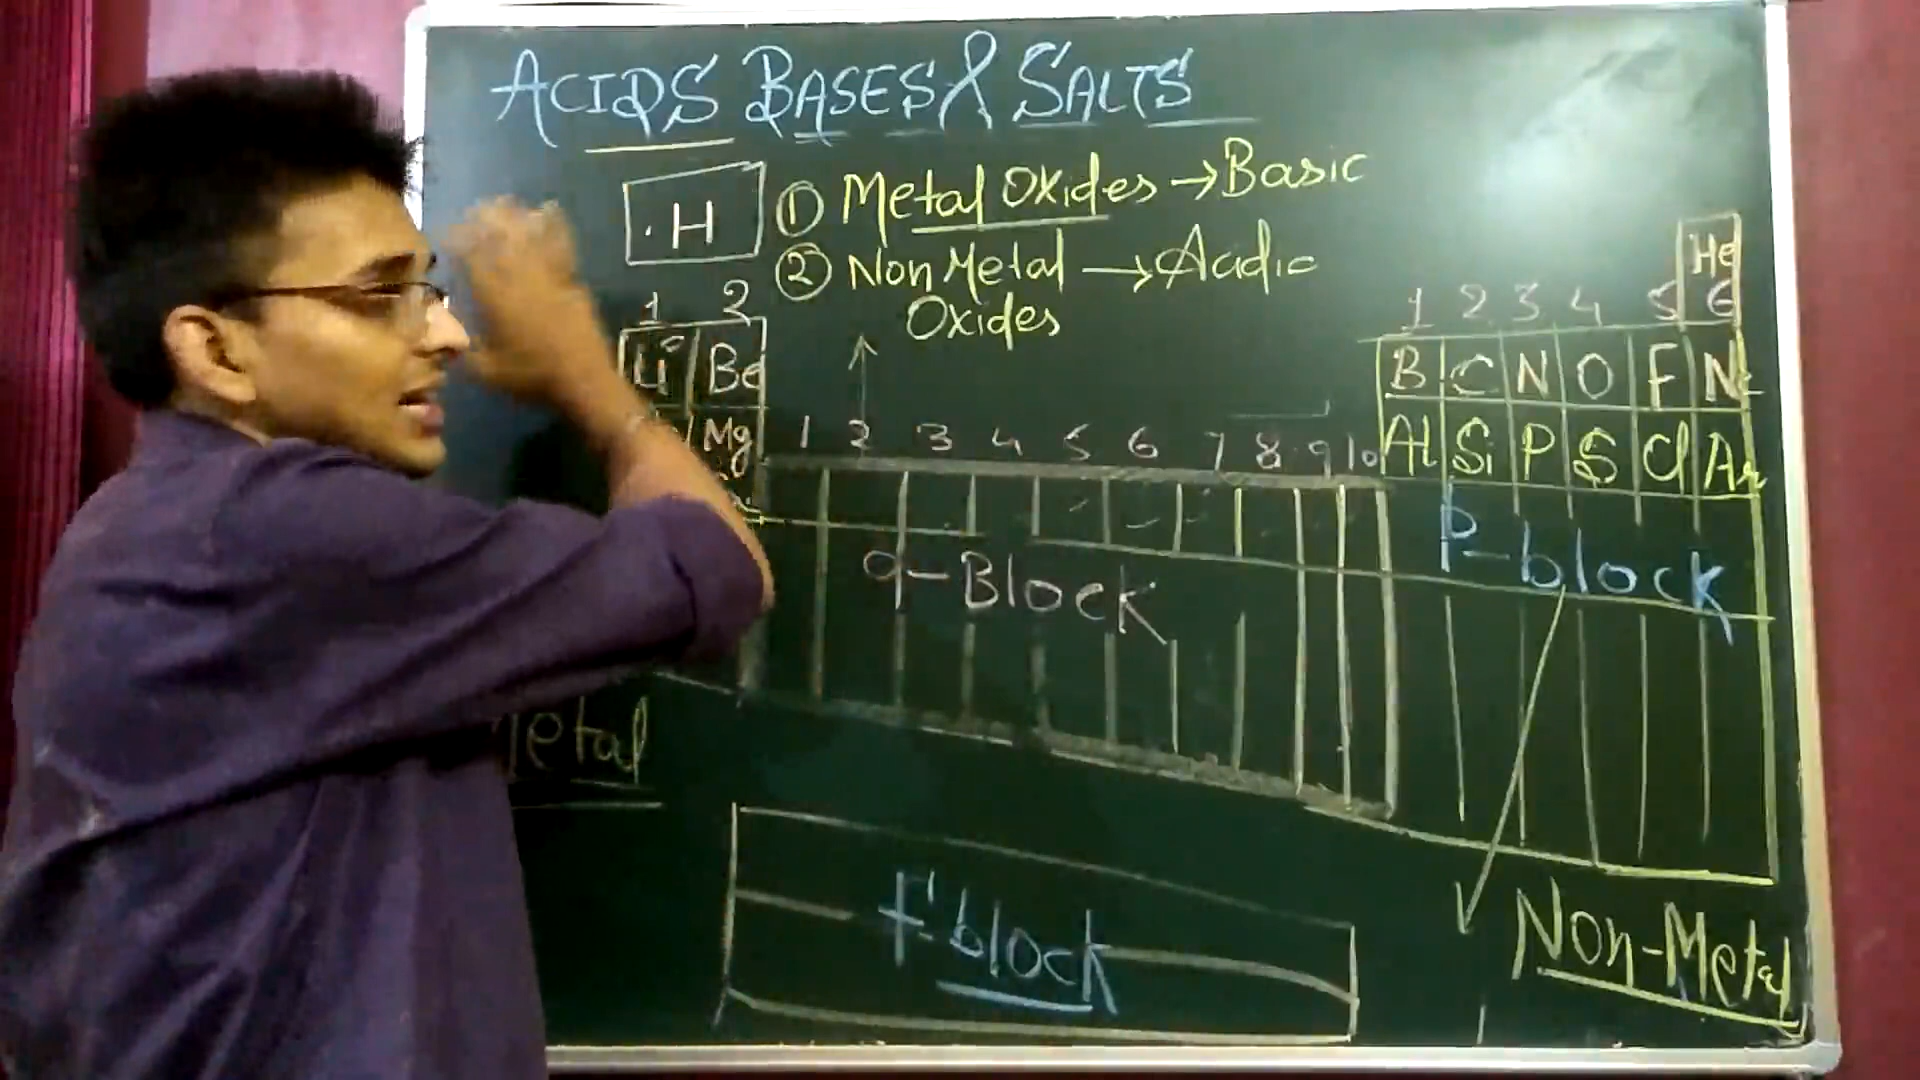 ACIDS BASES & SALTS
H
① Metal Oxides → Basic
② Non Metal → Acidic
Oxides
He
1 2
1 2 3 4 5 6
Li Be
B C N O F Ne
Mg
1 2 3 4 5 6 7 8 9 10
Al Si P S Cl Ar
P-block
d-Block
Metal
f-block
Non-Metal